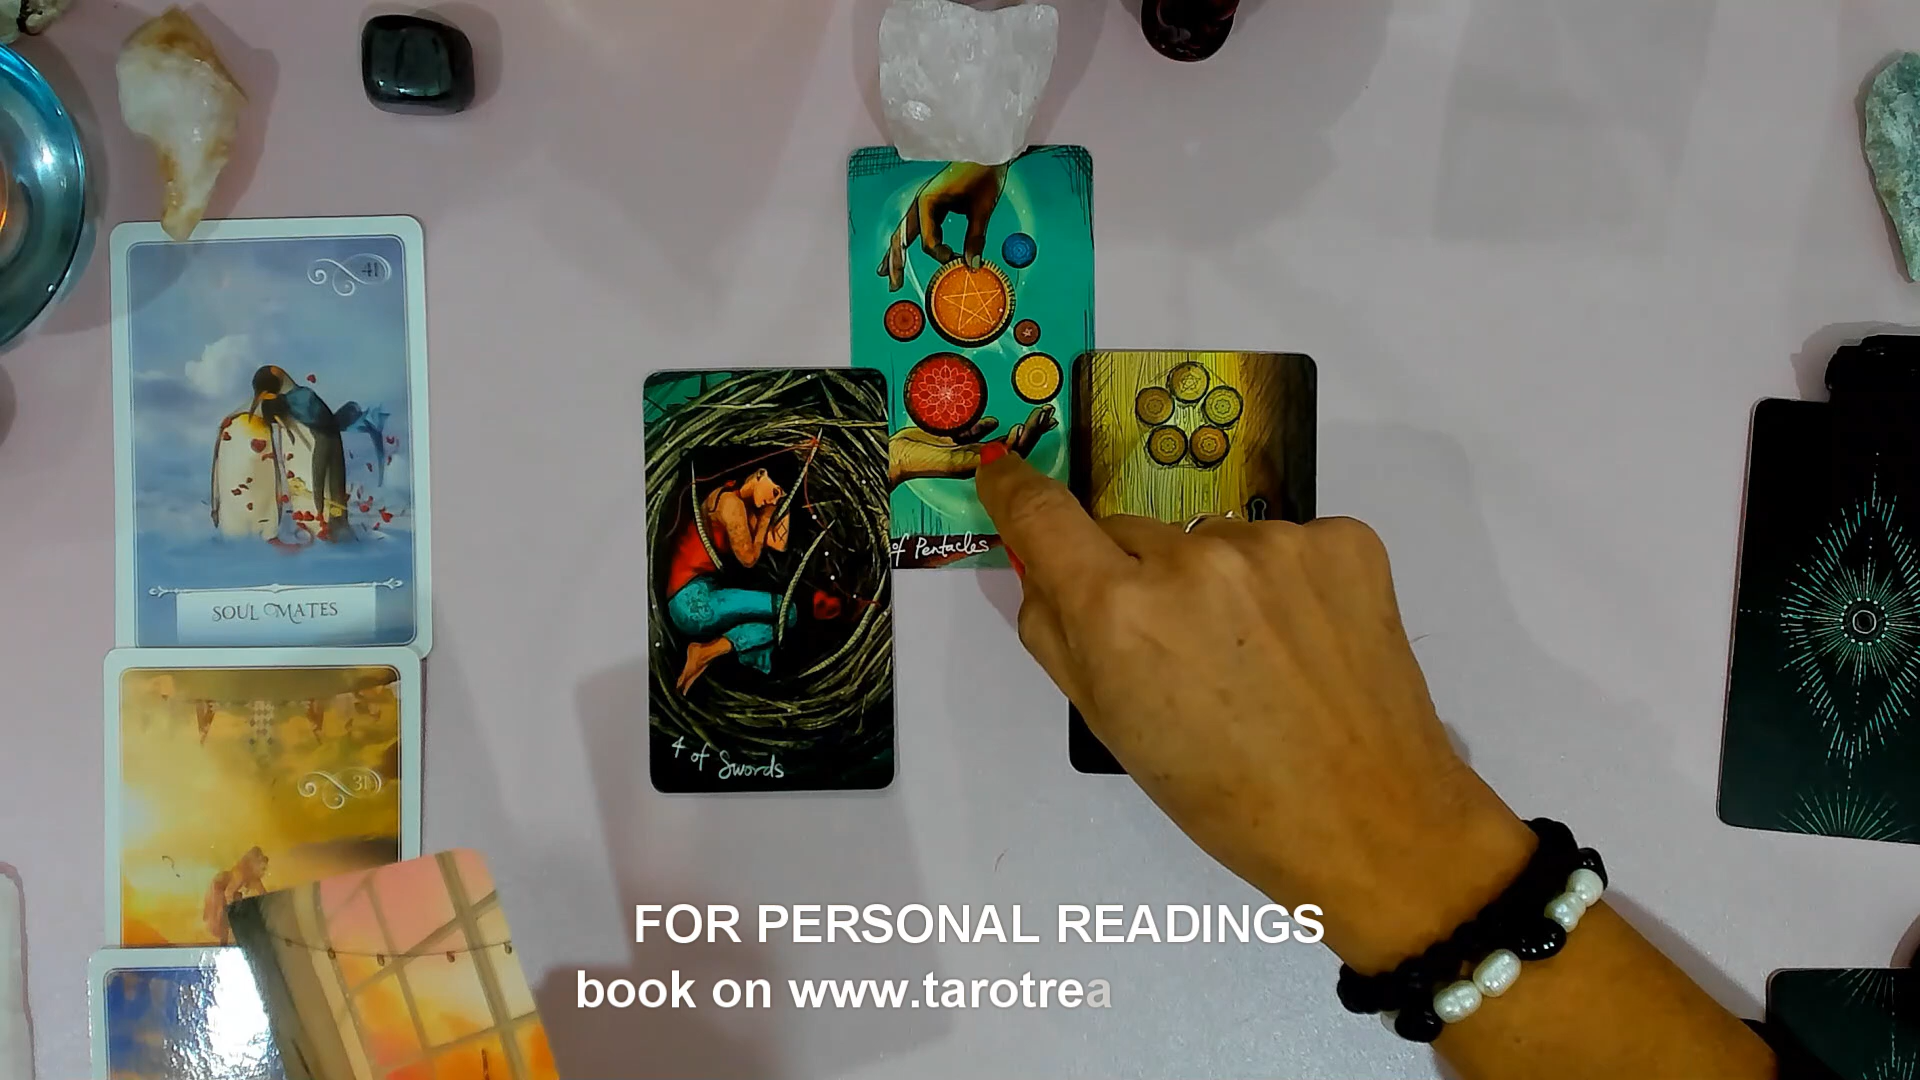 41
SOUL MATES
of Pentacles
4 of Swords
31
FOR PERSONAL READINGS
book on www.tarotrea